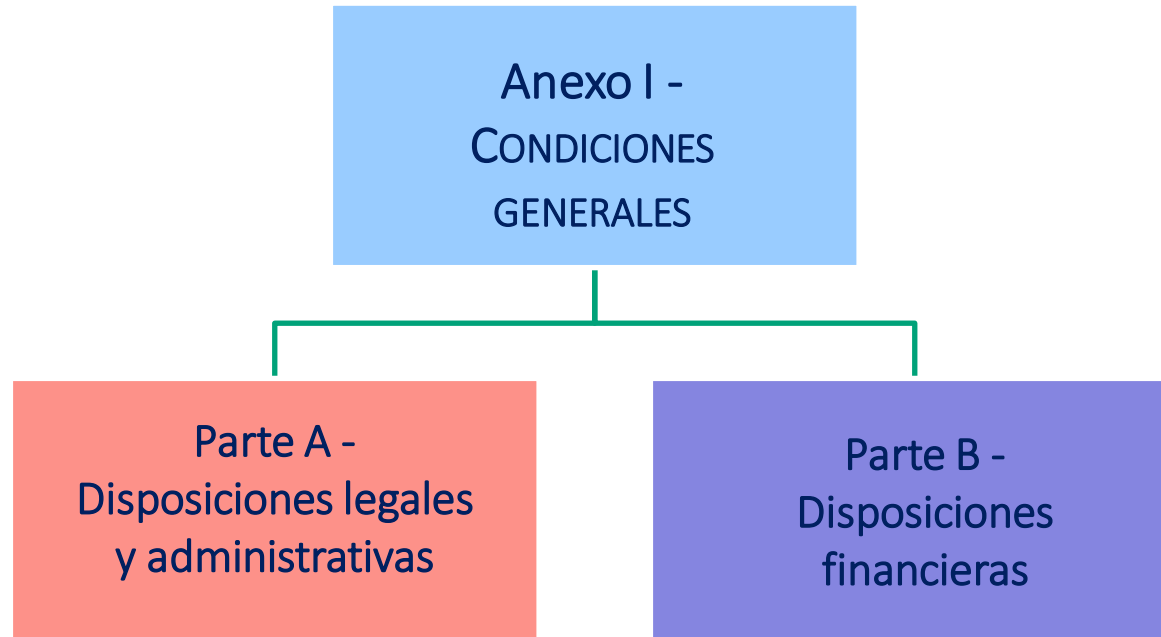 Anexo I -
CONDICIONES
GENERALES
Parte A -
Disposiciones legales
y administrativas
Parte B -
Disposiciones
financieras